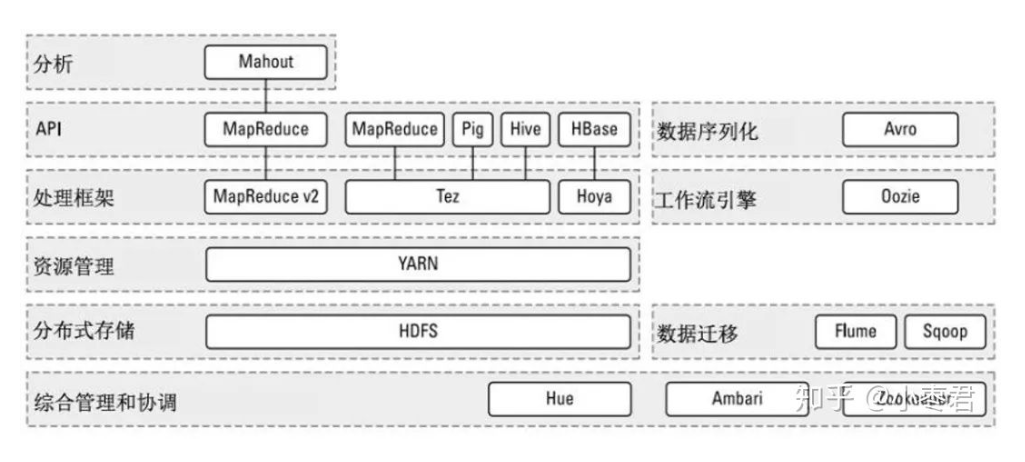 分析
Mahout
API
MapReduce
MapReduce
Pig
Hive
HBase
数据序列化
Avro
处理框架
MapReduce v2
Tez
Hoya
工作流引擎
Oozie
资源管理
YARN
分布式存储
HDFS
数据迁移
Flume
Sqoop
综合管理和协调
Hue
Ambari
Zookeeper
知乎 @小枣君